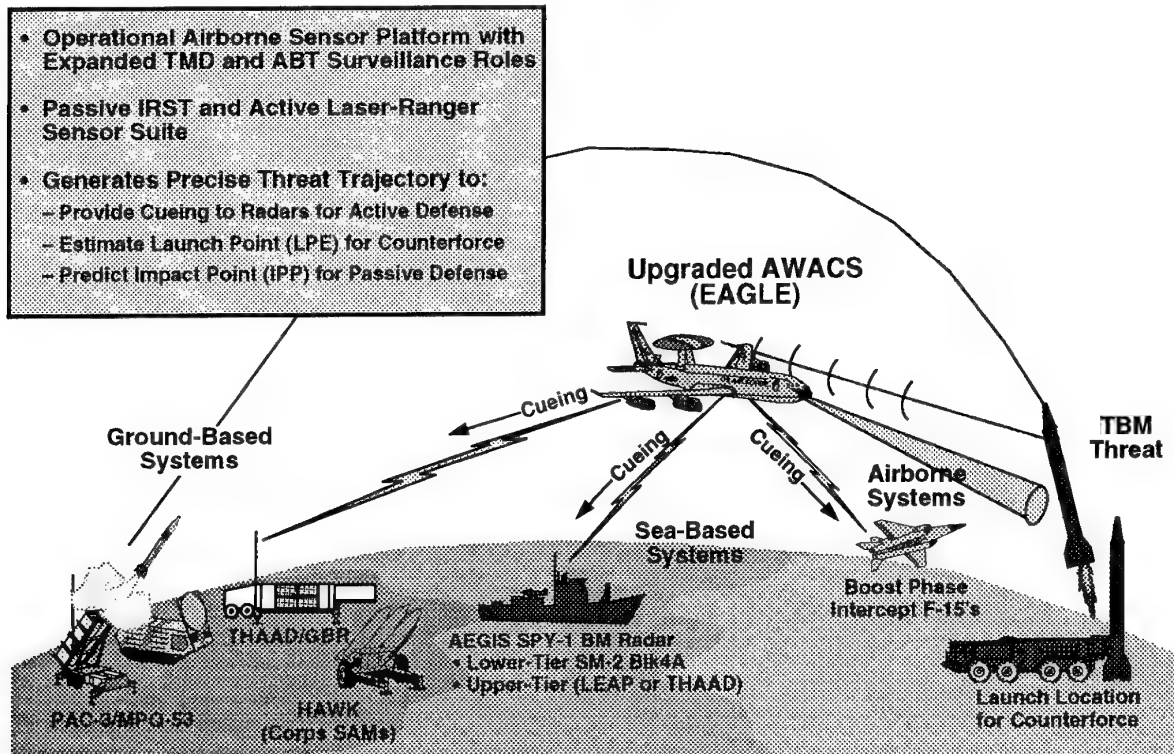 • Operational Airborne Sensor Platform with
Expanded TMD and ABT Surveillance Roles
• Passive IRST and Active Laser-Ranger
Sensor Suite
• Generates Precise Threat Trajectory to:
– Provide Cueing to Radars for Active Defense
– Estimate Launch Point (LPE) for Counterforce
– Predict Impact Point (IPP) for Passive Defense
Upgraded AWACS
(EAGLE)
Cueing
Cueing
Cueing
Ground-Based
Systems
Sea-Based
Systems
Airborne
Systems
TBM
Threat
Boost Phase
Intercept F-15's
THAAD/GBR
AEGIS SPY-1 BM Radar
• Lower-Tier SM-2 Blk4A
• Upper-Tier (LEAP or THAAD)
PAC-3/MPQ-53
HAWK
(Corps SAMs)
Launch Location
for Counterforce